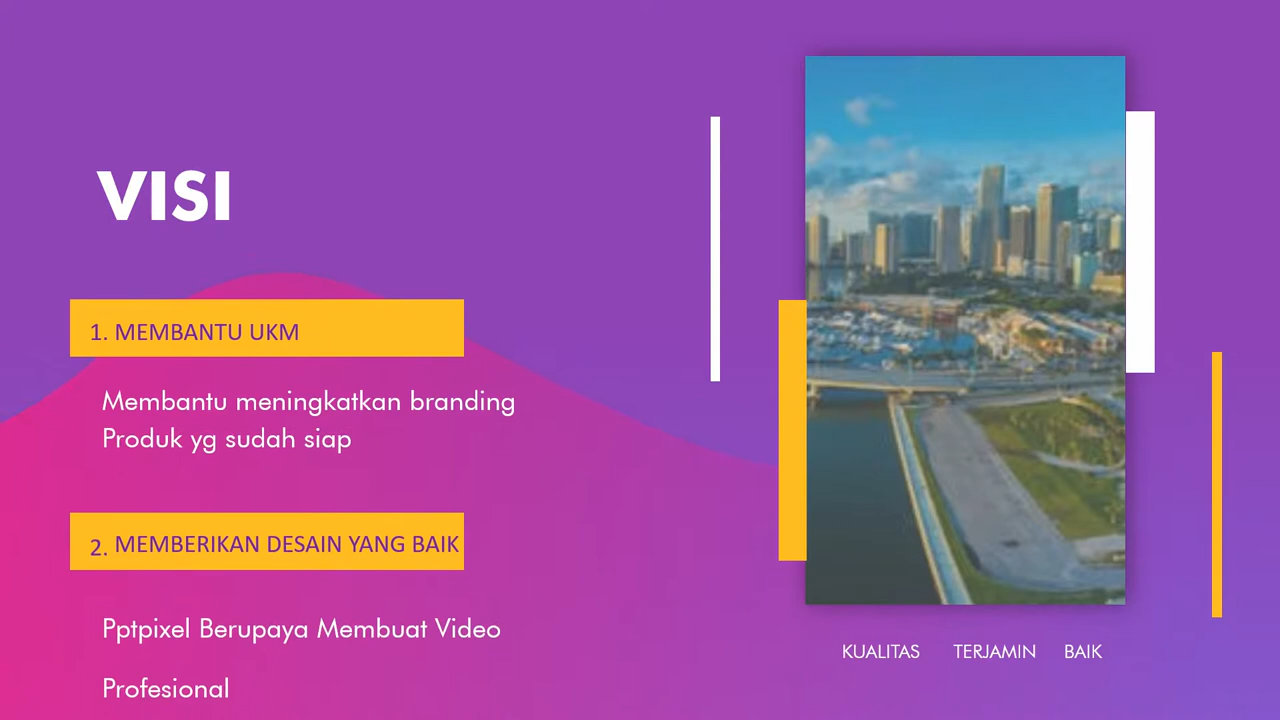 VISI
1. MEMBANTU UKM
Membantu meningkatkan branding
Produk yg sudah siap
2. MEMBERIKAN DESAIN YANG BAIK
Pptpixel Berupaya Membuat Video
Profesional
KUALITAS TERJAMIN BAIK